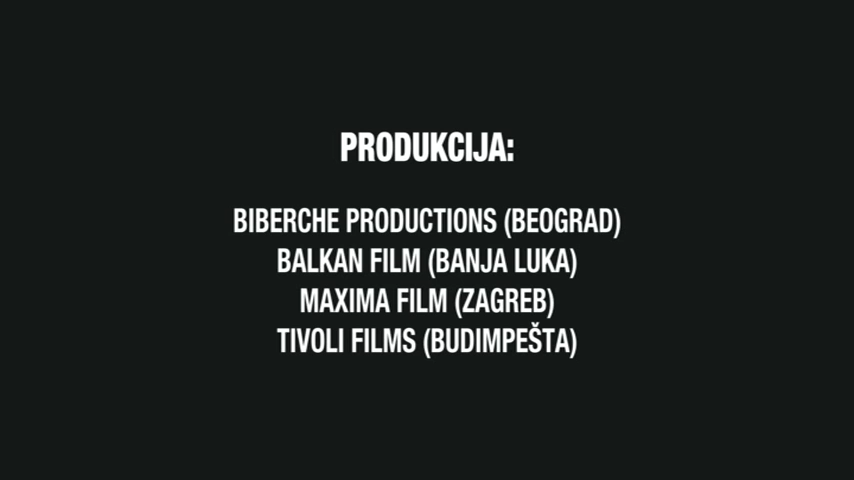 PRODUKCIJA:
BIBERCHE PRODUCTIONS (BEOGRAD)
BALKAN FILM (BANJA LUKA)
MAXIMA FILM (ZAGREB)
TIVOLI FILMS (BUDIMPEŠTA)